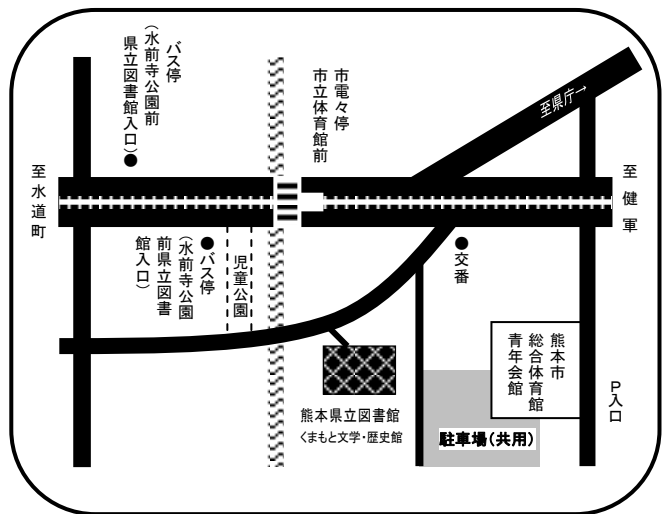 バス停
(水前寺公園前
県立図書館入口)●
市電々停
市立体育館前
至県庁→
至水道町
至健軍
●バス停
(水前寺公園
前県立図書
館入口)
児童公園
●交番
熊本市
総合体育館
青年会館
P入口
熊本県立図書館
くまもと文学・歴史館
駐車場(共用)